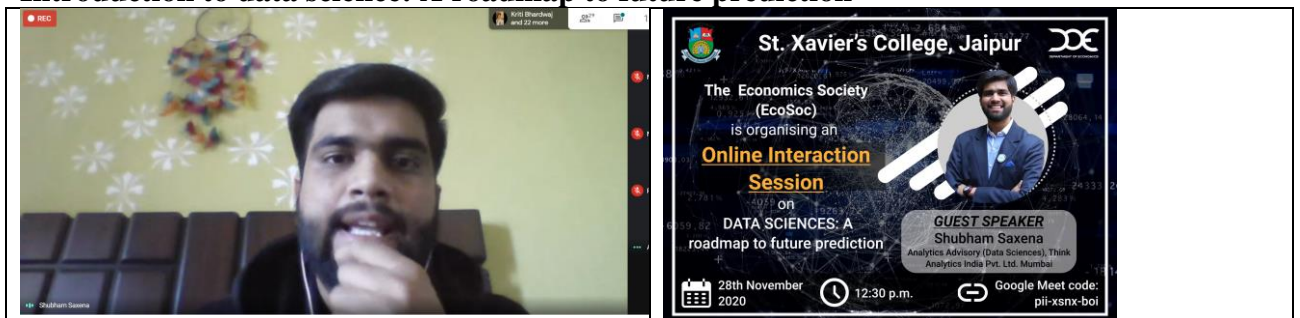 Introduction to data science: A roadmap to future prediction
REC
Kriti Bhardwaj
and 22 more
Shubham Saxena
St. Xavier's College, Jaipur
DEPARTMENT OF ECONOMICS
The Economics Society
(EcoSoc)
is organising an
Online Interaction
Session
on
DATA SCIENCES: A
roadmap to future prediction
GUEST SPEAKER
Shubham Saxena
Analytics Advisory (Data Sciences), Think
Analytics India Pvt. Ltd. Mumbai
28th November
2020
12:30 p.m.
Google Meet code:
pii-xsnx-boi